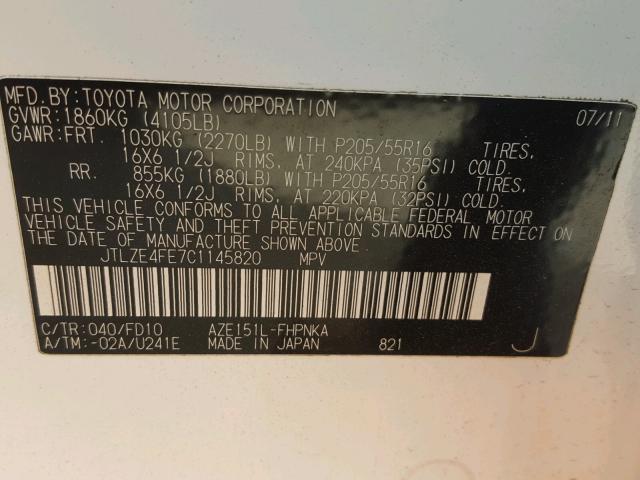 MFD.BY:TOYOTA MOTOR CORPORATION 07/11
GVWR:1860KG (4105LB)
GAWR:FRT. 1030KG (2270LB) WITH P205/55R16 TIRES,
16X6 1/2J RIMS, AT 240KPA (35PSI) COLD.
RR. 855KG (1880LB) WITH P205/55R16 TIRES,
16X6 1/2J RIMS, AT 220KPA (32PSI) COLD.
THIS VEHICLE CONFORMS TO ALL APPLICABLE FEDERAL MOTOR
VEHICLE SAFETY AND THEFT PREVENTION STANDARDS IN EFFECT ON
THE DATE OF MANUFACTURE SHOWN ABOVE.
JTLZE4FE7C1145820 MPV
C/TR:040/FD10 AZE151L-FHPNKA
A/TM:-02A/U241E MADE IN JAPAN 821 J